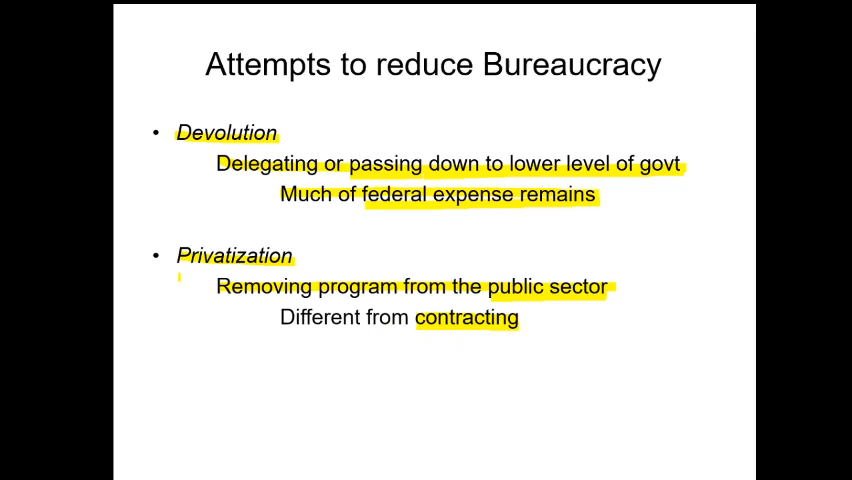 Attempts to reduce Bureaucracy
• Devolution
Delegating or passing down to lower level of govt
Much of federal expense remains
• Privatization
Removing program from the public sector
Different from contracting